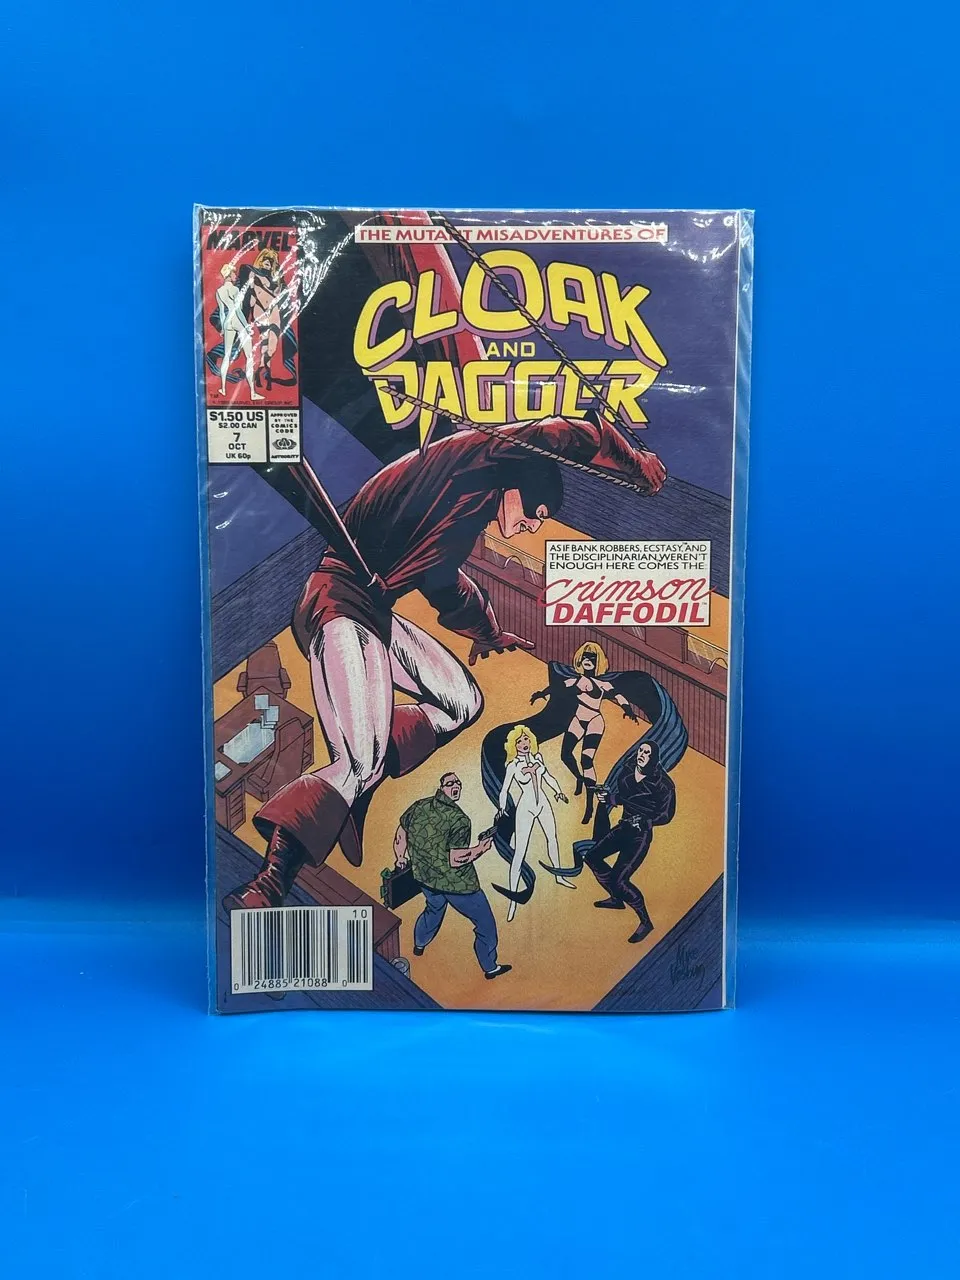 MARVEL
THE MUTANT MISADVENTURES OF
CLOAK
AND
DAGGER
$1.50 US
$2.00 CAN
7
OCT
UK 60p
APPROVED
BY THE
COMICS
CODE
AUTHORITY
AS IF BANK ROBBERS, ECSTASY,™ AND
THE DISCIPLINARIAN WEREN'T
ENOUGH HERE COMES THE
Crimson
DAFFODIL™
10
0 24885 21088 0